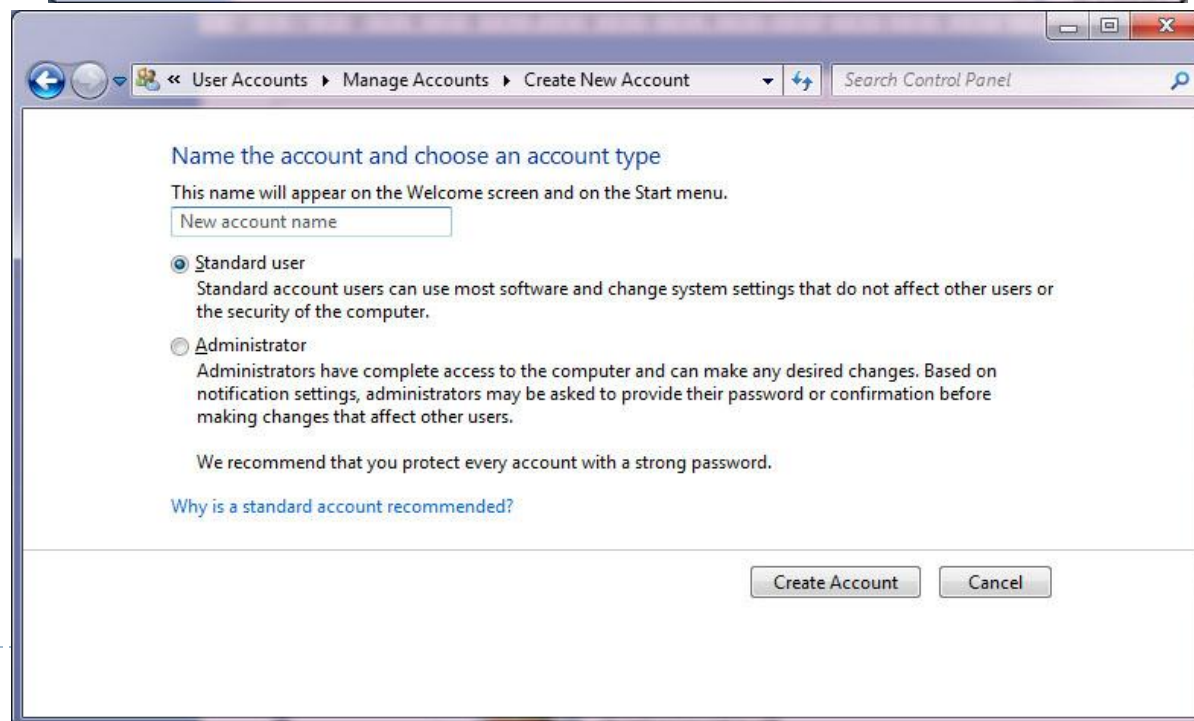 « User Accounts ▸ Manage Accounts ▸ Create New Account
Search Control Panel
Name the account and choose an account type
This name will appear on the Welcome screen and on the Start menu.
New account name
Standard user
Standard account users can use most software and change system settings that do not affect other users or
the security of the computer.
Administrator
Administrators have complete access to the computer and can make any desired changes. Based on
notification settings, administrators may be asked to provide their password or confirmation before
making changes that affect other users.
We recommend that you protect every account with a strong password.
Why is a standard account recommended?
Create Account
Cancel